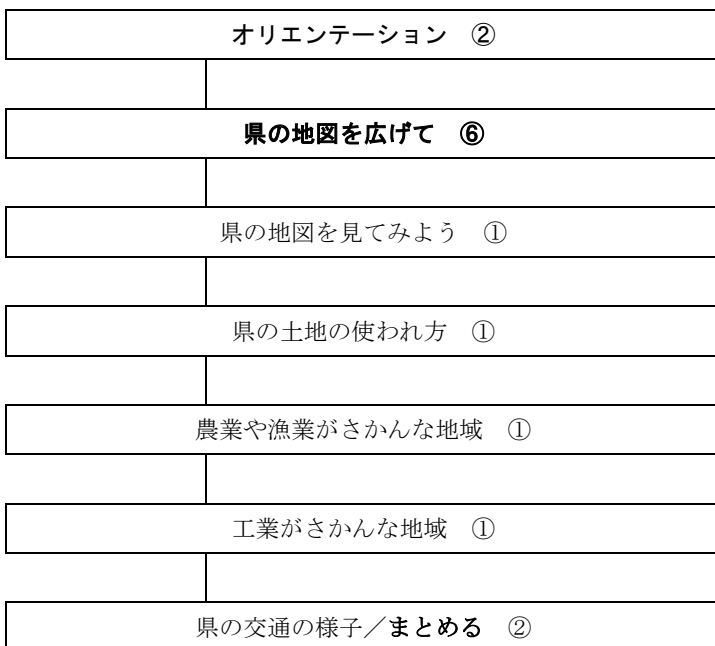 オリエンテーション　②
県の地図を広げて　⑥
県の地図を見てみよう　①
県の土地の使われ方　①
農業や漁業がさかんな地域　①
工業がさかんな地域　①
県の交通の様子／まとめる　②